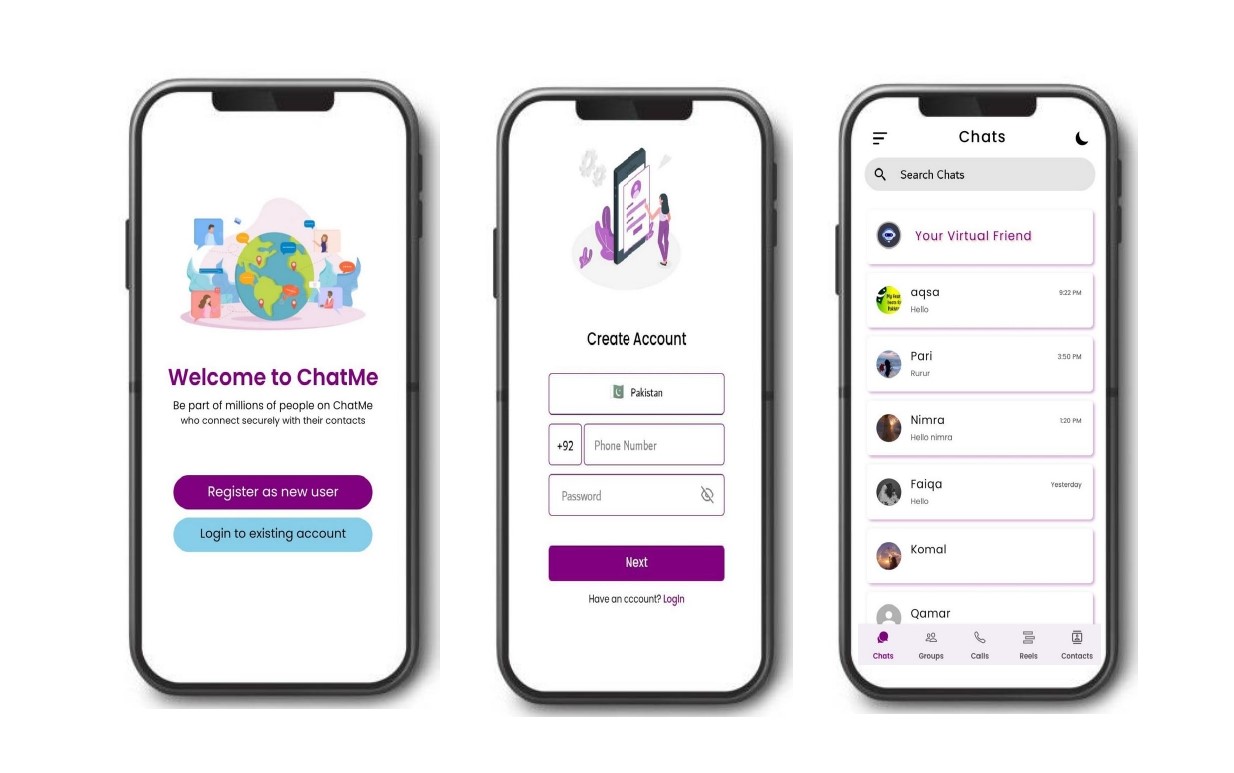 Welcome to ChatMe
Be part of millions of people on ChatMe
who connect securely with their contacts
Register as new user
Login to existing account
Create Account
Pakistan
+92
Phone Number
Password
Next
Have an cccount? LogIn
Chats
Search Chats
Your Virtual Friend
aqsa
9:22 PM
Hello
Pari
3:50 PM
Rurur
Nimra
1:20 PM
Hello nimra
Faiqa
Yesterday
Hello
Komal
Qamar
Chats
Groups
Calls
Reels
Contacts